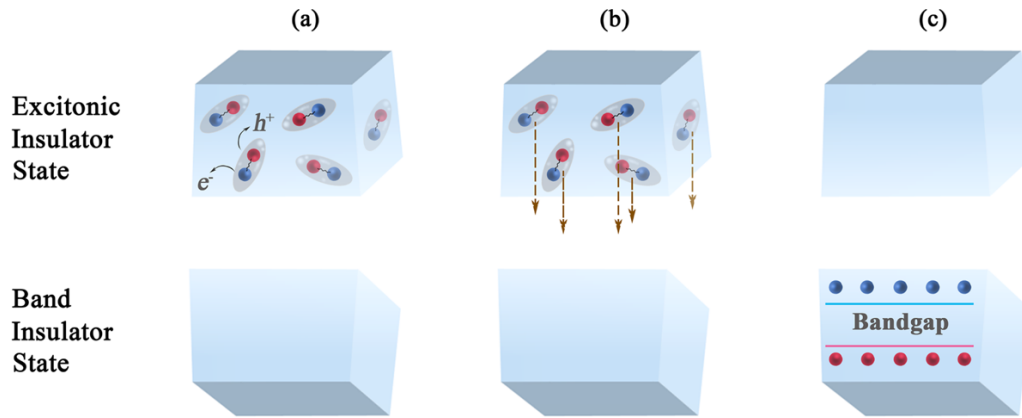 (a) (b) (c)
Excitonic
Insulator
State
h⁺
e⁻
Band
Insulator
State
Bandgap